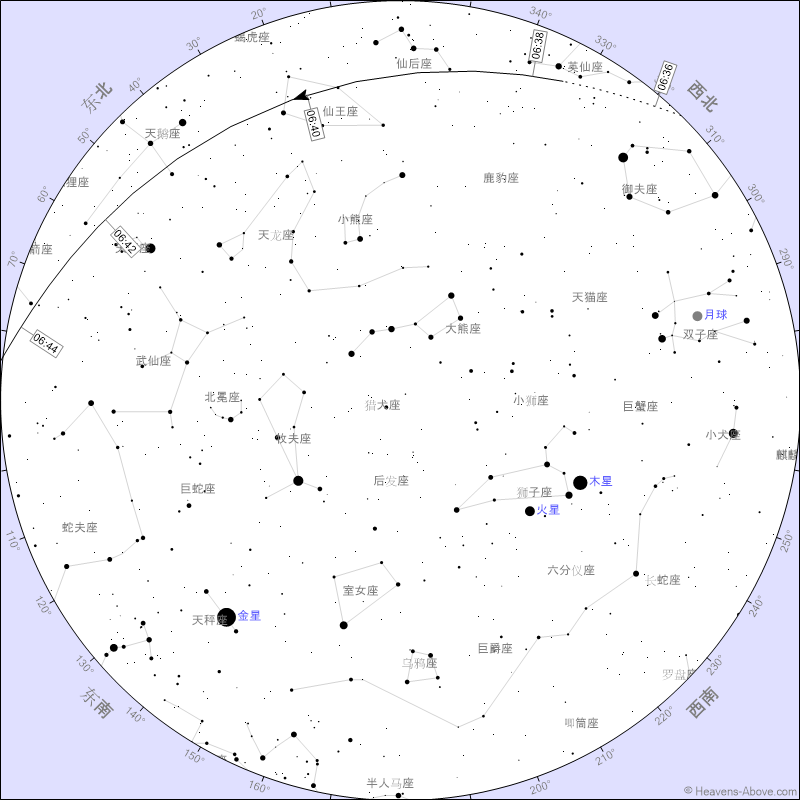 20°
340°
蝎虎座
06:38
30°
330°
仙后座
英仙座
06:36
东北
40°
西北
仙王座
06:40
50°
天鹅座
310°
鹿豹座
狸座
御夫座
60°
300°
小熊座
天龙座
06:42
箭座
70°
290°
天猫座
月球
大熊座
双子座
06:44
武仙座
北冕座
猎犬座
小狮座
巨蟹座
牧夫座
小犬座
麒麟
后发座
木星
巨蛇座
狮子座
火星
蛇夫座
110°
250°
六分仪座
长蛇座
室女座
120°
240°
天秤座
金星
巨爵座
130°
乌鸦座
230°
罗盘座
东南
西南
140°
220°
唧筒座
150°
210°
160°
半人马座
200°
© Heavens-Above.com